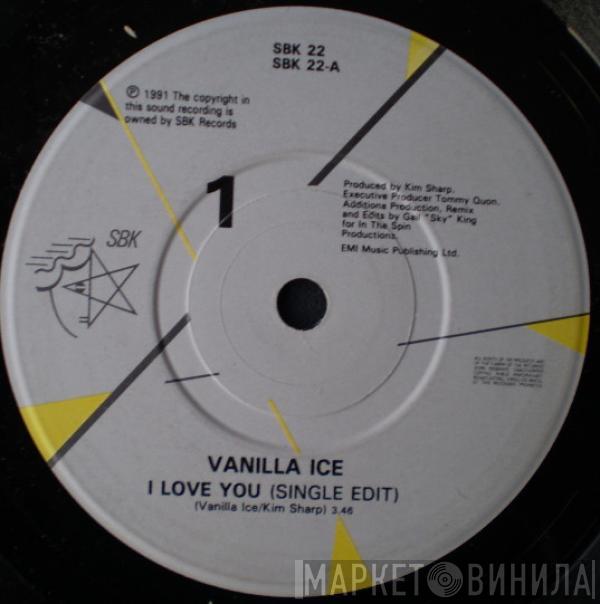 SBK 22
SBK 22-A
℗ 1991 The copyright in
this sound recording is
owned by SBK Records
1
Produced by Kim Sharp.
Executive Producer Tommy Quon.
Additiona Production, Remix
and Edits by Gail "Sky" King
for In The Spin
Productions.
EMI Music Publishing Ltd.
SBK
VANILLA ICE
I LOVE YOU (SINGLE EDIT)
(Vanilla Ice/Kim Sharp) 3.46
МАРКЕТ ВИНИЛА